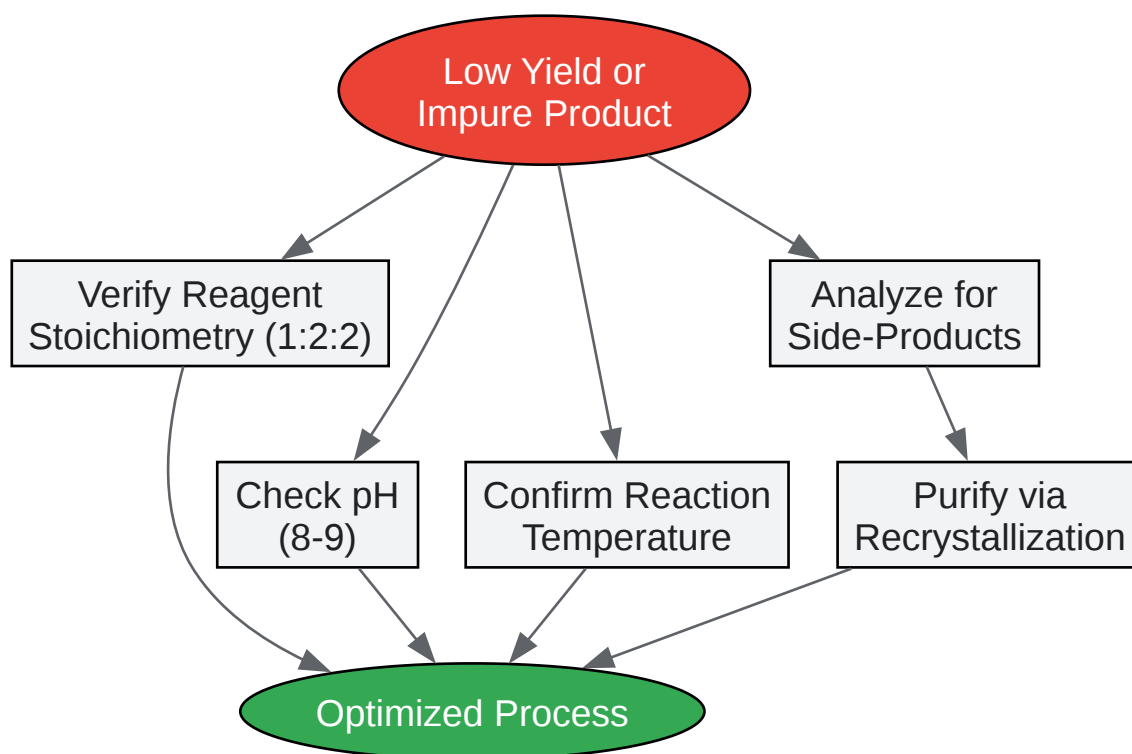 Low Yield or
Impure Product
Verify Reagent
Stoichiometry (1:2:2)
Analyze for
Side-Products
Check pH
(8-9)
Confirm Reaction
Temperature
Purify via
Recrystallization
Optimized Process